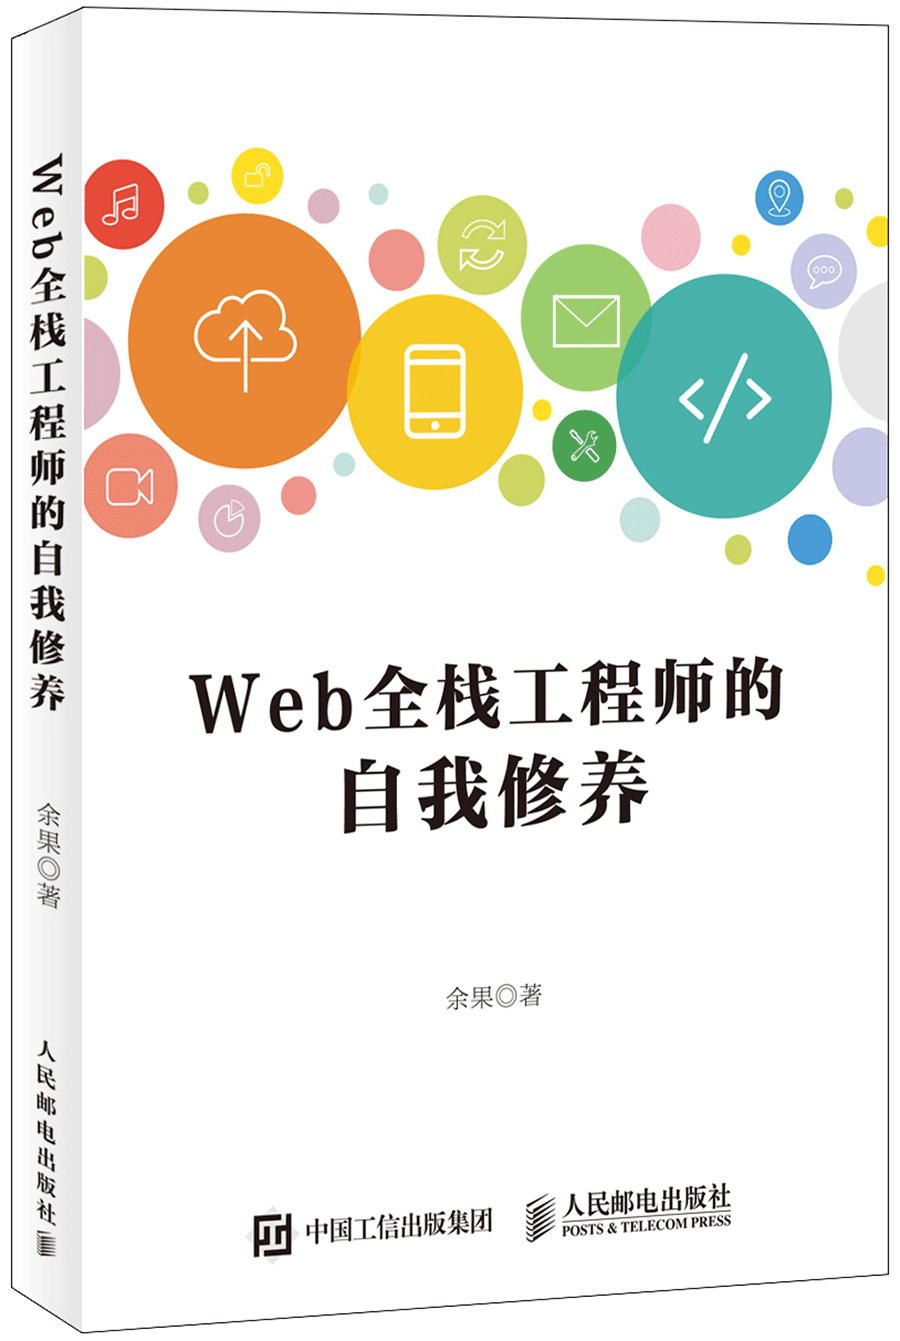 Web全栈工程师的自我修养
余果◎著
人民邮电出版社
Web全栈工程师的
自我修养
余果◎著
中国工信出版集团
人民邮电出版社
POSTS & TELECOM PRESS